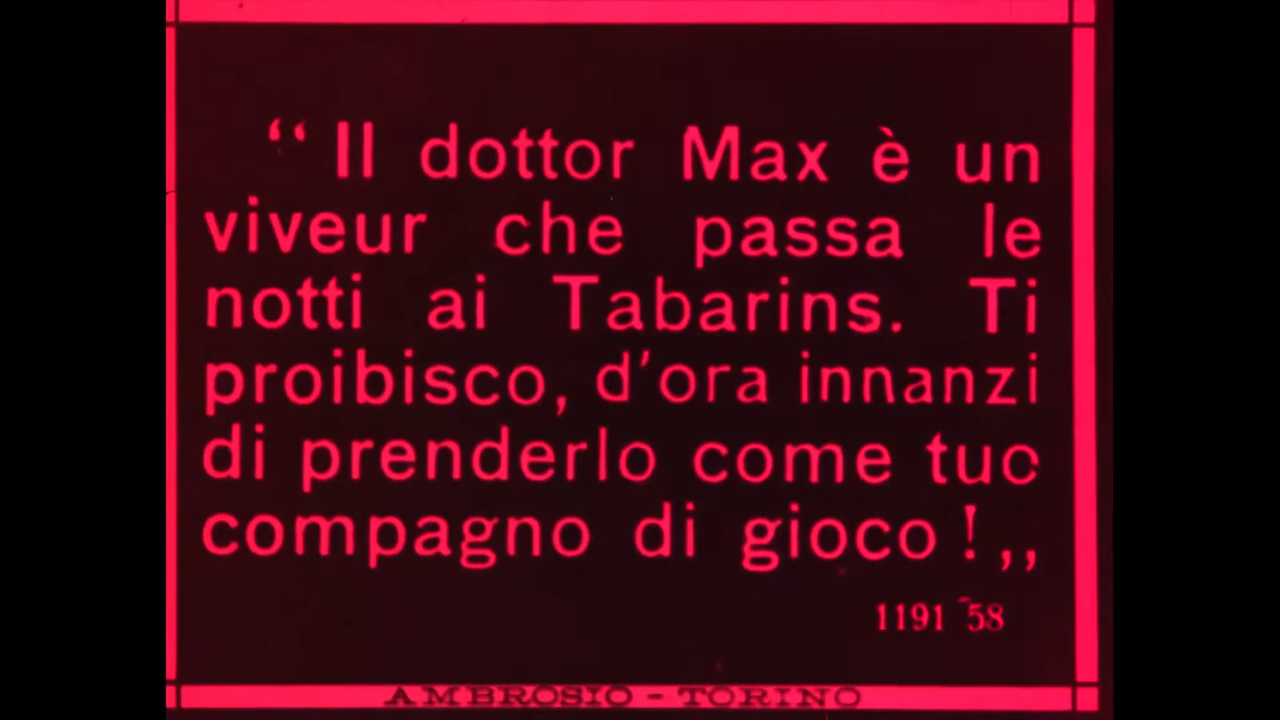 “ Il dottor Max è un
viveur che passa le
notti ai Tabarins. Ti
proibisco, d'ora innanzi
di prenderlo come tuo
compagno di gioco ! „
1191 58
AMBROSIO - TORINO